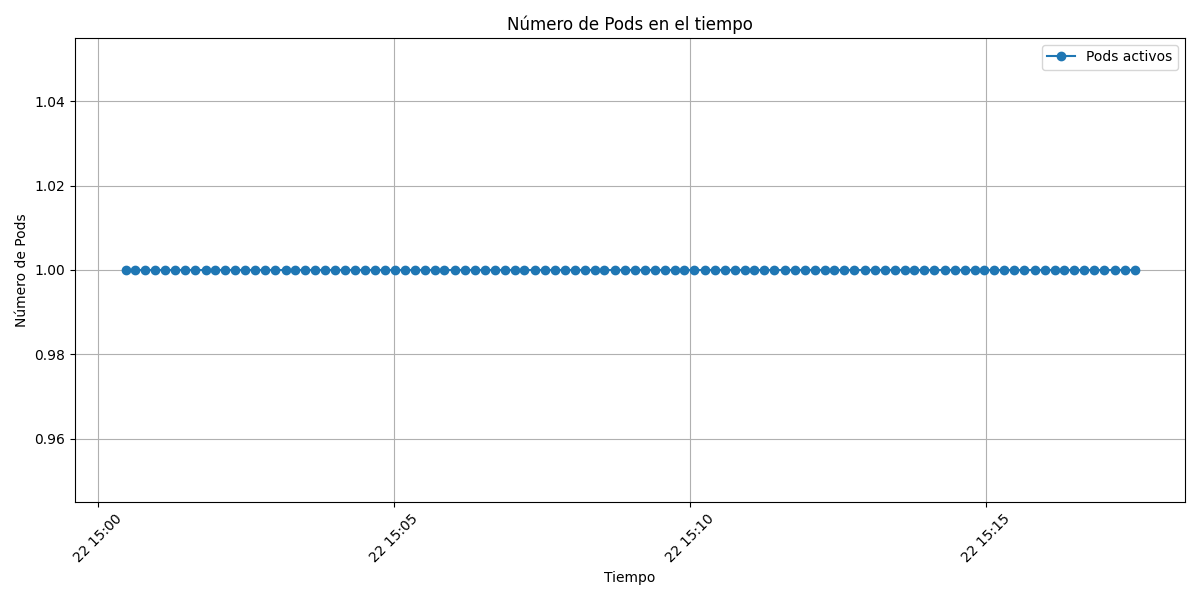 Número de Pods en el tiempo
Pods activos
1.04
1.02
1.00
0.98
0.96
Número de Pods
22 15:00
22 15:05
22 15:10
22 15:15
Tiempo